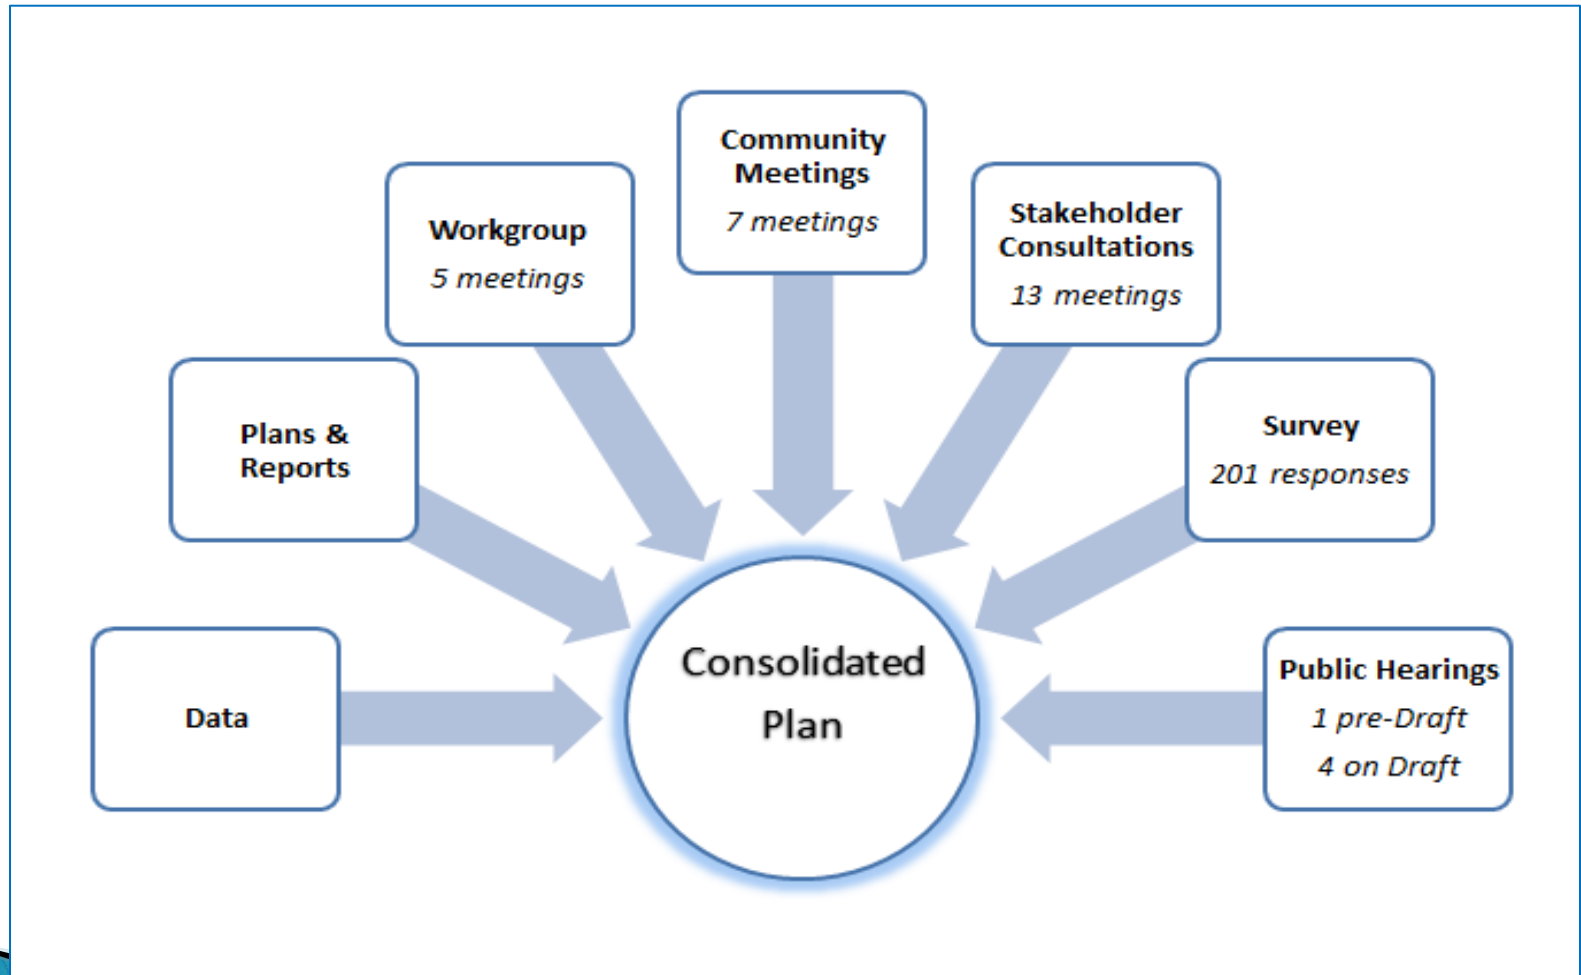 Community
Meetings
7 meetings
Workgroup
5 meetings
Stakeholder
Consultations
13 meetings
Plans &
Reports
Survey
201 responses
Data
Consolidated
Plan
Public Hearings
1 pre-Draft
4 on Draft